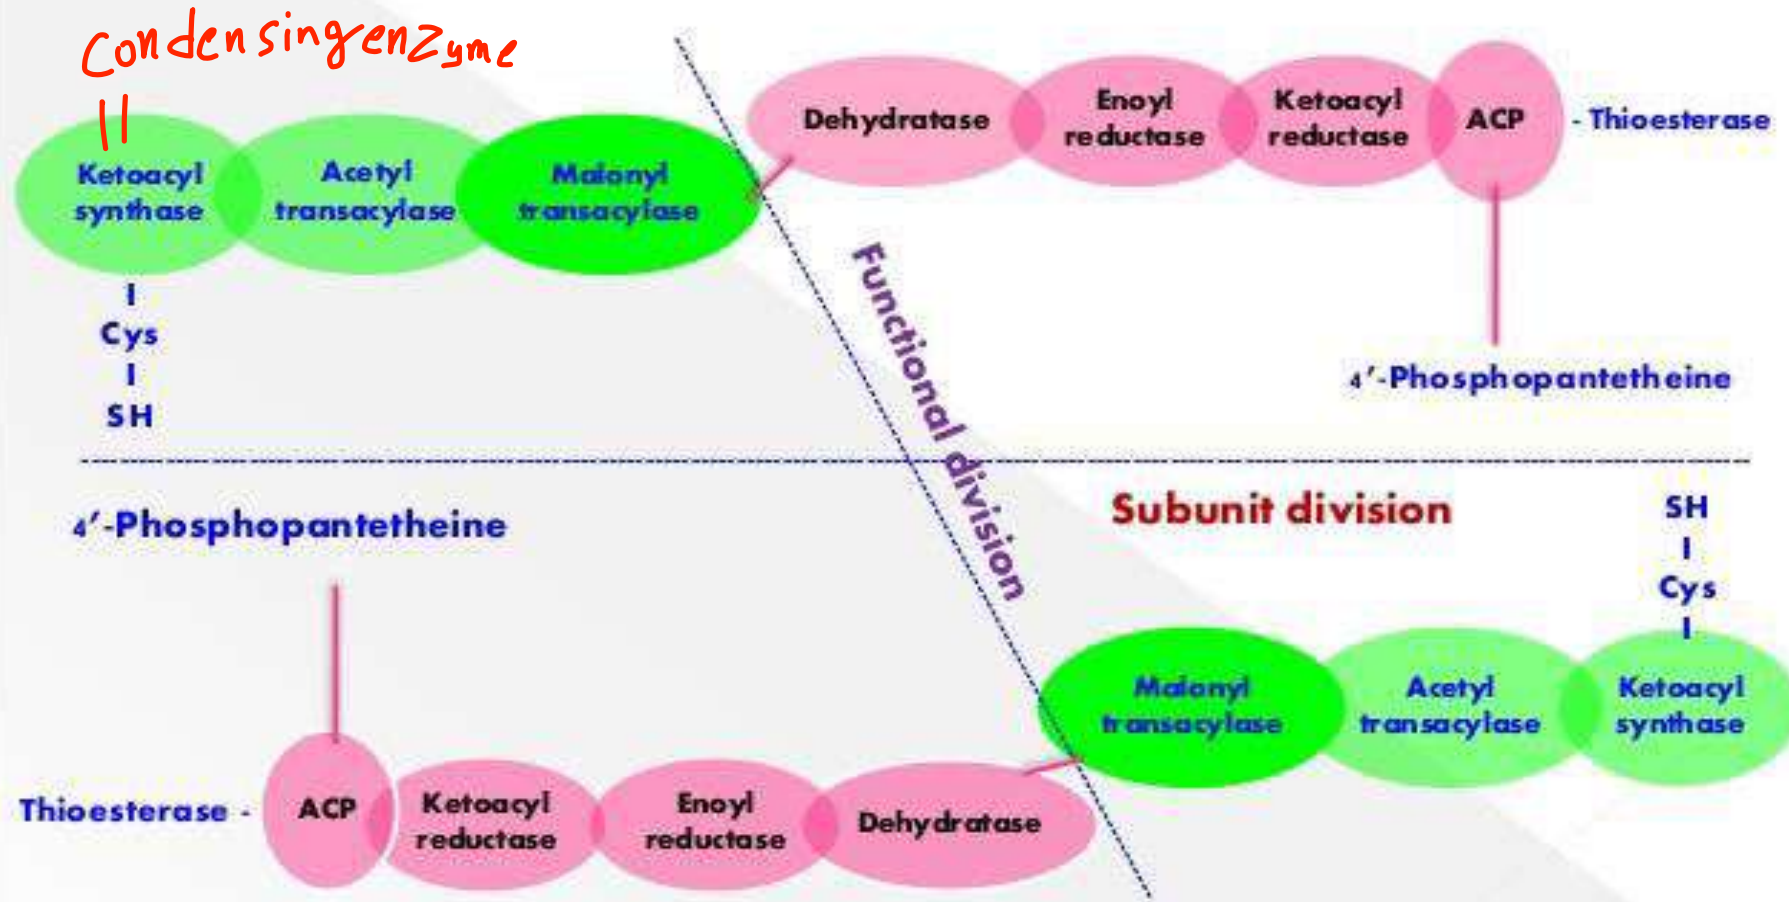 Condensing enzyme
||
Ketoacyl
synthase
Acetyl
transacylase
Malonyl
transacylase
Dehydratase
Enoyl
reductase
Ketoacyl
reductase
ACP
- Thioesterase
I
Cys
I
SH
4′-Phosphopantetheine
Functional division
Subunit division
4′-Phosphopantetheine
SH
I
Cys
I
Malonyl
transacylase
Acetyl
transacylase
Ketoacyl
synthase
Thioesterase -
ACP
Ketoacyl
reductase
Enoyl
reductase
Dehydratase